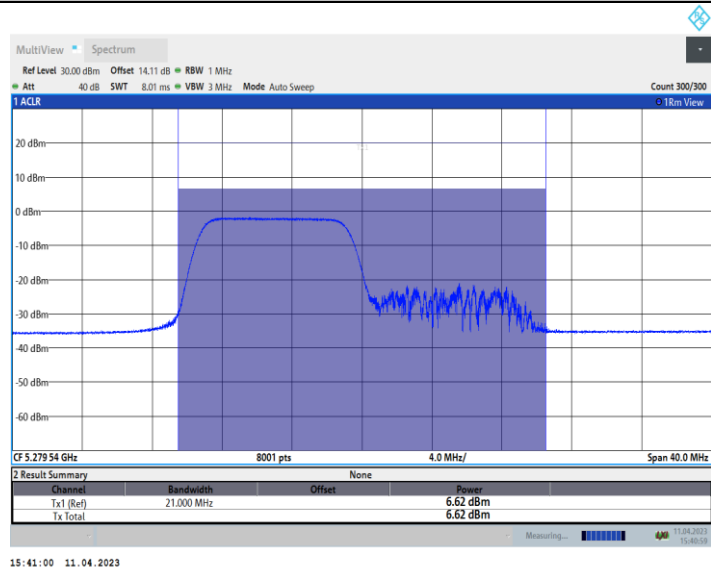 MultiView Spectrum
Ref Level 30.00 dBm Offset 14.11 dB RBW 1 MHz
Att 40 dB SWT 8.01 ms VBW 3 MHz Mode Auto Sweep Count 300/300
1 ACLR 1Rm View
20 dBm
10 dBm
0 dBm
-10 dBm
-20 dBm
-30 dBm
-40 dBm
-50 dBm
-60 dBm
CF 5.279 54 GHz 8001 pts 4.0 MHz/ Span 40.0 MHz
2 Result Summary None
Channel Bandwidth Offset Power
Tx1 (Ref) 21.000 MHz 6.62 dBm
Tx Total 6.62 dBm
Measuring... 11.04.2023
15:40:59
15:41:00 11.04.2023